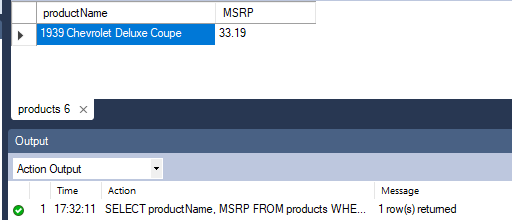 productName MSRP
1939 Chevrolet Deluxe Coupe 33.19
products 6
Output
Action Output
Time Action Message
1 17:32:11 SELECT productName, MSRP FROM products WHE... 1 row(s) returned